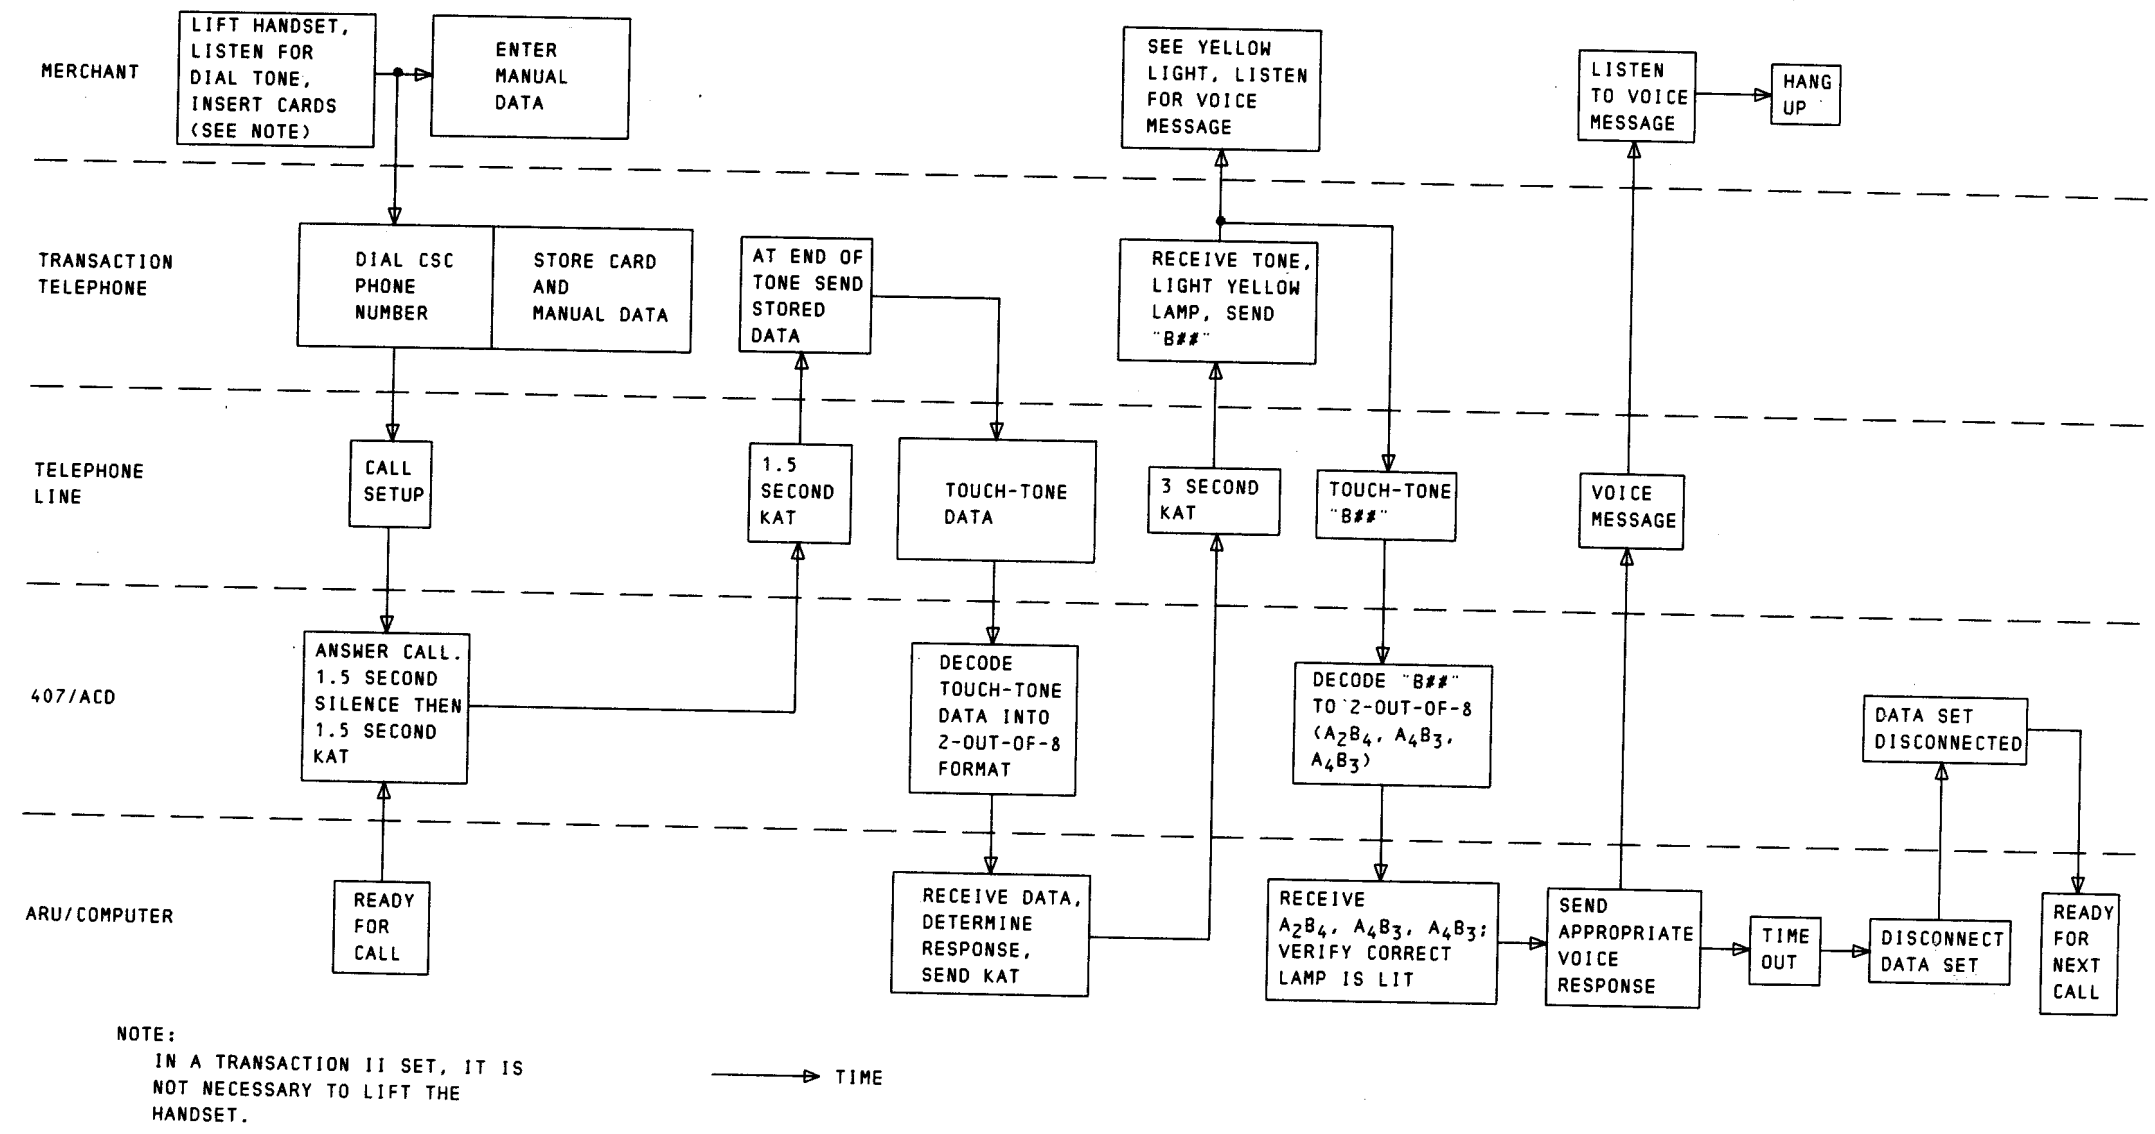 MERCHANT
LIFT HANDSET,
LISTEN FOR
DIAL TONE,
INSERT CARDS
(SEE NOTE)
ENTER
MANUAL
DATA
SEE YELLOW
LIGHT, LISTEN
FOR VOICE
MESSAGE
LISTEN
TO VOICE
MESSAGE
HANG
UP
TRANSACTION
TELEPHONE
DIAL CSC
PHONE
NUMBER
STORE CARD
AND
MANUAL DATA
AT END OF
TONE SEND
STORED
DATA
RECEIVE TONE,
LIGHT YELLOW
LAMP, SEND
"B##"
TELEPHONE
LINE
CALL
SETUP
1.5
SECOND
KAT
TOUCH-TONE
DATA
3 SECOND
KAT
TOUCH-TONE
"B##"
VOICE
MESSAGE
407/ACD
ANSWER CALL.
1.5 SECOND
SILENCE THEN
1.5 SECOND
KAT
DECODE
TOUCH-TONE
DATA INTO
2-OUT-OF-8
FORMAT
DECODE "B##"
TO 2-OUT-OF-8
(A₂B₄, A₄B₃,
A₄B₃)
DATA SET
DISCONNECTED
ARU/COMPUTER
READY
FOR
CALL
RECEIVE DATA,
DETERMINE
RESPONSE,
SEND KAT
RECEIVE
A₂B₄, A₄B₃, A₄B₃;
VERIFY CORRECT
LAMP IS LIT
SEND
APPROPRIATE
VOICE
RESPONSE
TIME
OUT
DISCONNECT
DATA SET
READY
FOR
NEXT
CALL
NOTE:
IN A TRANSACTION II SET, IT IS
NOT NECESSARY TO LIFT THE
HANDSET.
TIME